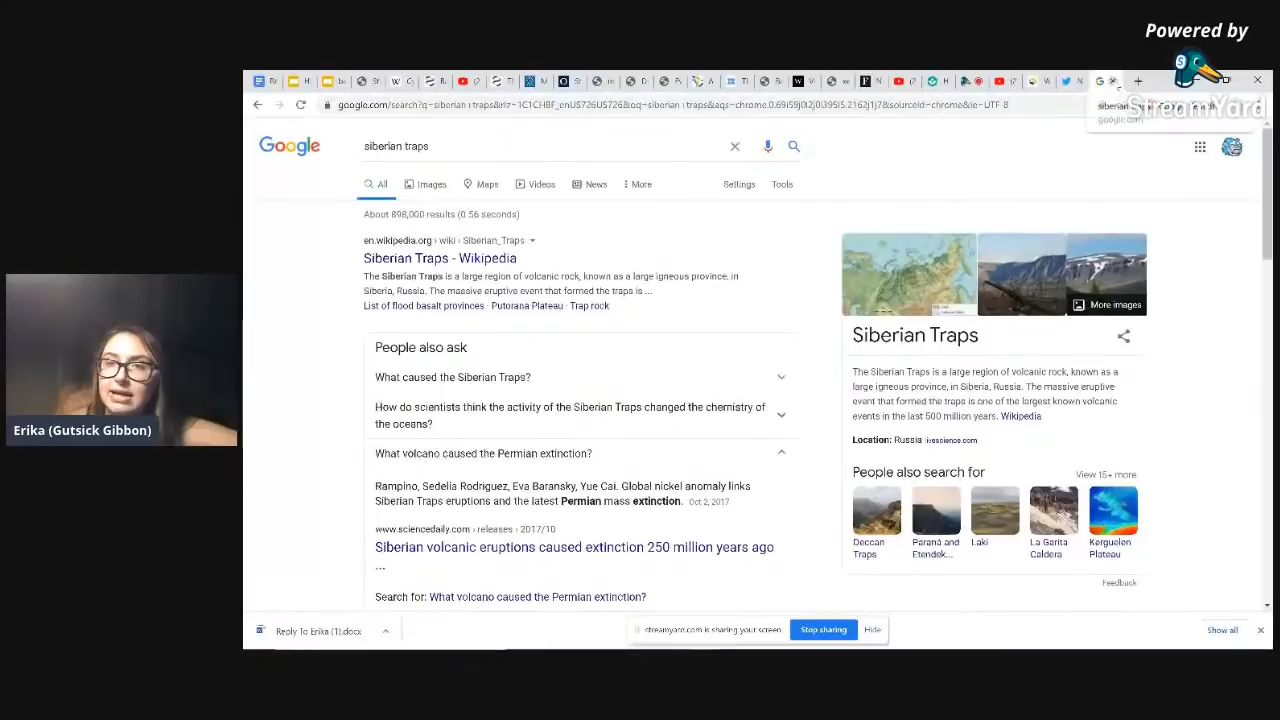 Powered by
StreamYard
google.com
siberian traps
Google
All
Images
Maps
Videos
News
More
Settings
Tools
About 898,000 results (0.56 seconds)
en.wikipedia.org › wiki › Siberian_Traps
Siberian Traps - Wikipedia
The Siberian Traps is a large region of volcanic rock, known as a large igneous province, in
Siberia, Russia. The massive eruptive event that formed the traps is ...
List of flood basalt provinces · Putorana Plateau · Trap rock
People also ask
What caused the Siberian Traps?
How do scientists think the activity of the Siberian Traps changed the chemistry of
the oceans?
What volcano caused the Permian extinction?
Rampino, Sedelia Rodriguez, Eva Baransky, Yue Cai. Global nickel anomaly links
Siberian Traps eruptions and the latest Permian mass extinction. Oct 2, 2017
www.sciencedaily.com › releases › 2017/10
Siberian volcanic eruptions caused extinction 250 million years ago
...
Search for: What volcano caused the Permian extinction?
More images
Siberian Traps
The Siberian Traps is a large region of volcanic rock, known as a
large igneous province, in Siberia, Russia. The massive eruptive
event that formed the traps is one of the largest known volcanic
events in the last 500 million years. Wikipedia
Location: Russia livescience.com
People also search for
View 15+ more
Deccan
Traps
Paraná and
Etendek...
Laki
La Garita
Caldera
Kerguelen
Plateau
Feedback
Erika (Gutsick Gibbon)
Reply To Erika (1).docx
streamyard.com is sharing your screen.
Stop sharing
Hide
Show all